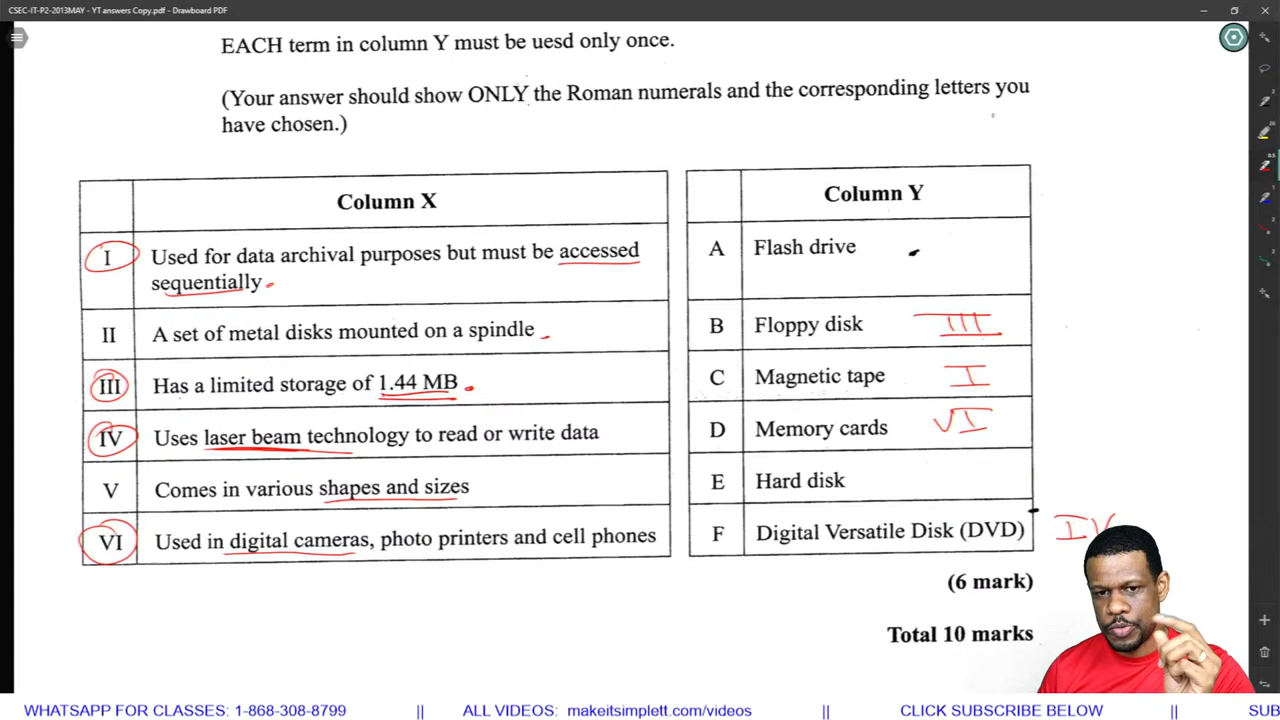 CSEC-IT-P2-2013MAY - YT answers Copy.pdf - Drawboard PDF
EACH term in column Y must be uesd only once.
(Your answer should show ONLY the Roman numerals and the corresponding letters you
have chosen.)
Column X
Column Y
I
Used for data archival purposes but must be accessed
sequentially
A
Flash drive
II
A set of metal disks mounted on a spindle
B
Floppy disk
III
III
Has a limited storage of 1.44 MB
C
Magnetic tape
I
IV
Uses laser beam technology to read or write data
D
Memory cards
VI
V
Comes in various shapes and sizes
E
Hard disk
VI
Used in digital cameras, photo printers and cell phones
F
Digital Versatile Disk (DVD)
IV
(6 mark)
Total 10 marks
WHATSAPP FOR CLASSES: 1-868-308-8799 || ALL VIDEOS: makeitsimplett.com/videos || CLICK SUBSCRIBE BELOW || SUB